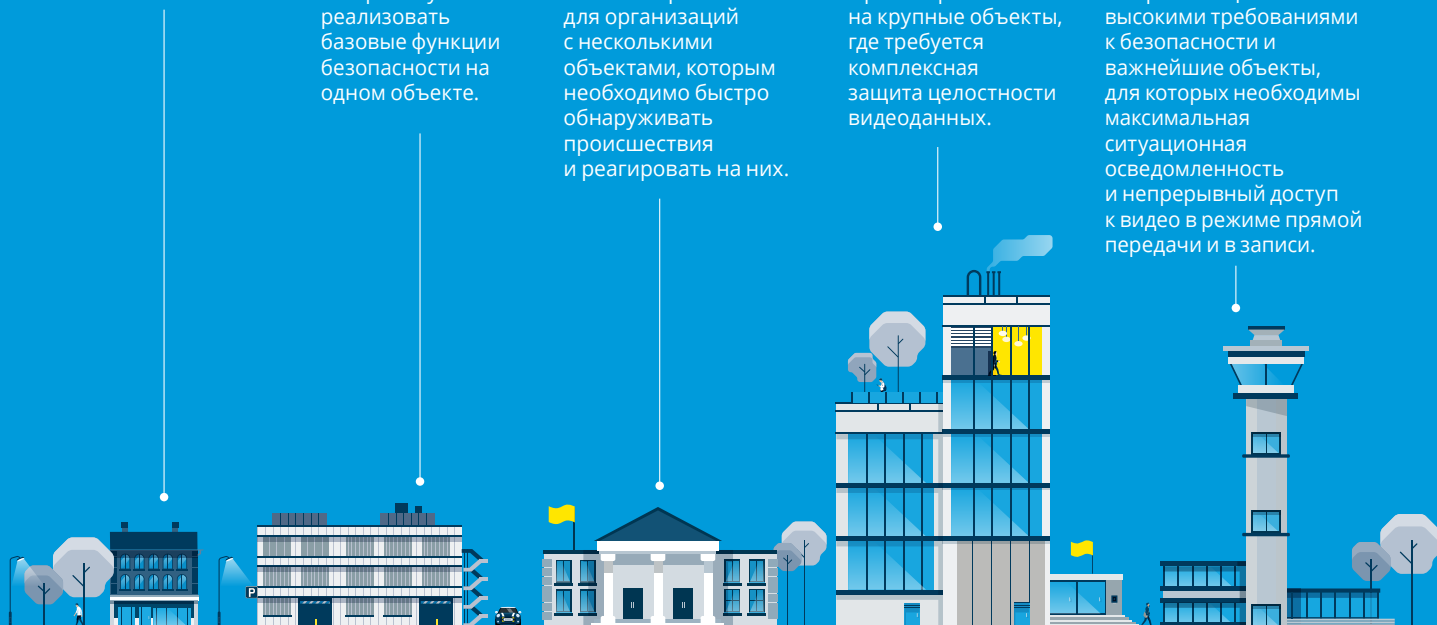 реализовать
базовые функции
безопасности на
одном объекте.
для организаций
с несколькими
объектами, которым
необходимо быстро
обнаруживать
происшествия
и реагировать на них.
на крупные объекты,
где требуется
комплексная
защита целостности
видеоданных.
высокими требованиями
к безопасности и
важнейшие объекты,
для которых необходимы
максимальная
ситуационная
осведомленность
и непрерывный доступ
к видео в режиме прямой
передачи и в записи.
P